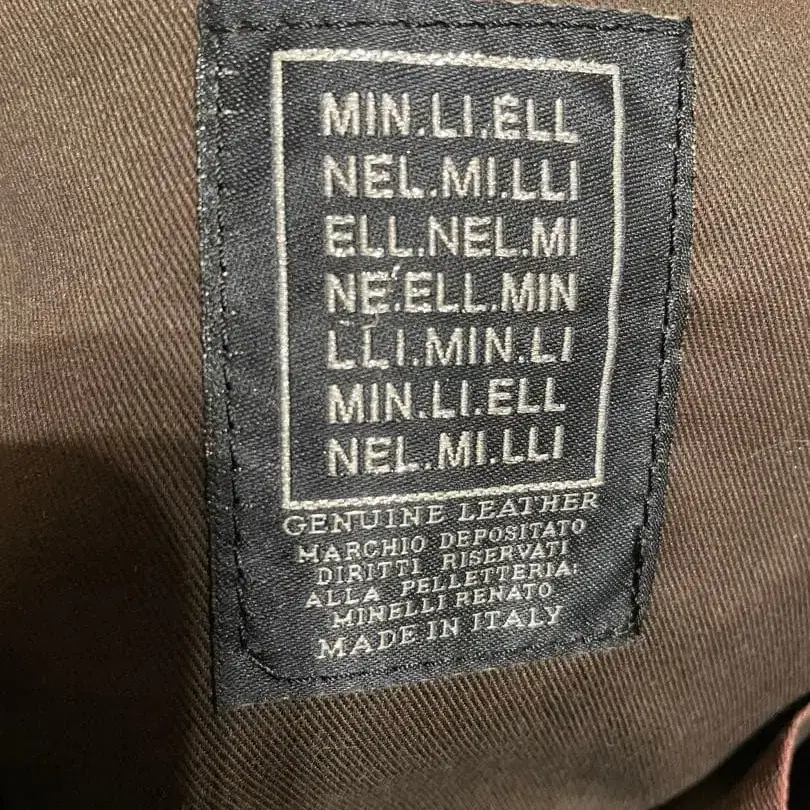 MIN.LI.ELL
NEL.MI.LLI
ELL.NEL.MI
NE.ELL.MIN
LLI.MIN.LI
MIN.LI.ELL
NEL.MI.LLI
GENUINE LEATHER
MARCHIO DEPOSITATO
DIRITTI RISERVATI
ALLA PELLETTERIA:
MINELLI RENATO
MADE IN ITALY